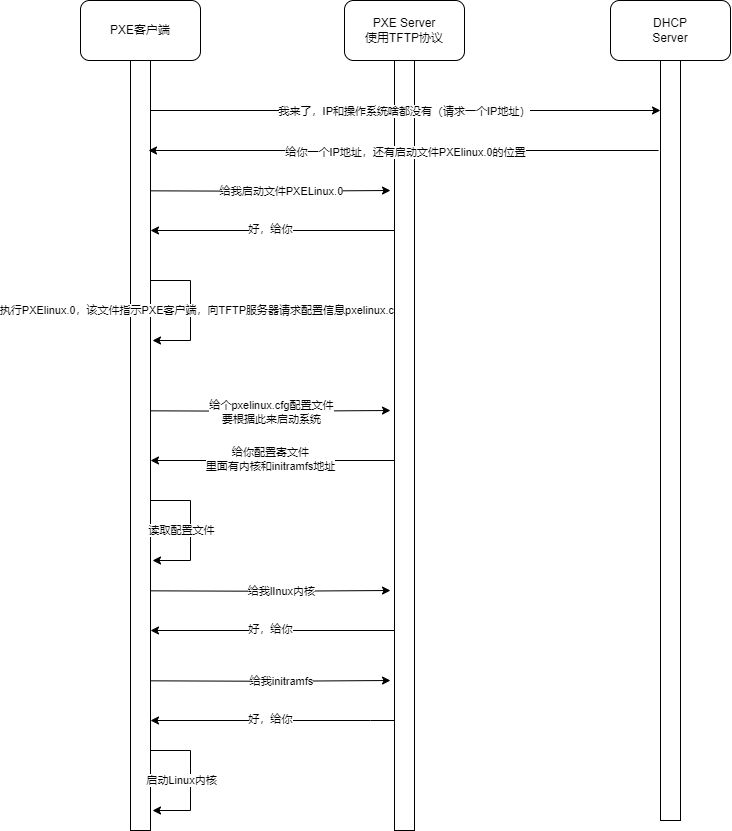 PXE客户端
PXE Server
使用TFTP协议
DHCP
Server
我来了，IP和操作系统啥都没有（请求一个IP地址）
给你一个IP地址，还有启动文件PXElinux.0的位置
给我启动文件PXELinux.0
好，给你
执行PXElinux.0，该文件指示PXE客户端，向TFTP服务器请求配置信息pxelinux.c
给个pxelinux.cfg配置文件
要根据此来启动系统
给你配置寄文件
里面有内核和initramfs地址
读取配置文件
给我lInux内核
好，给你
给我initramfs
好，给你
启动Linux内核